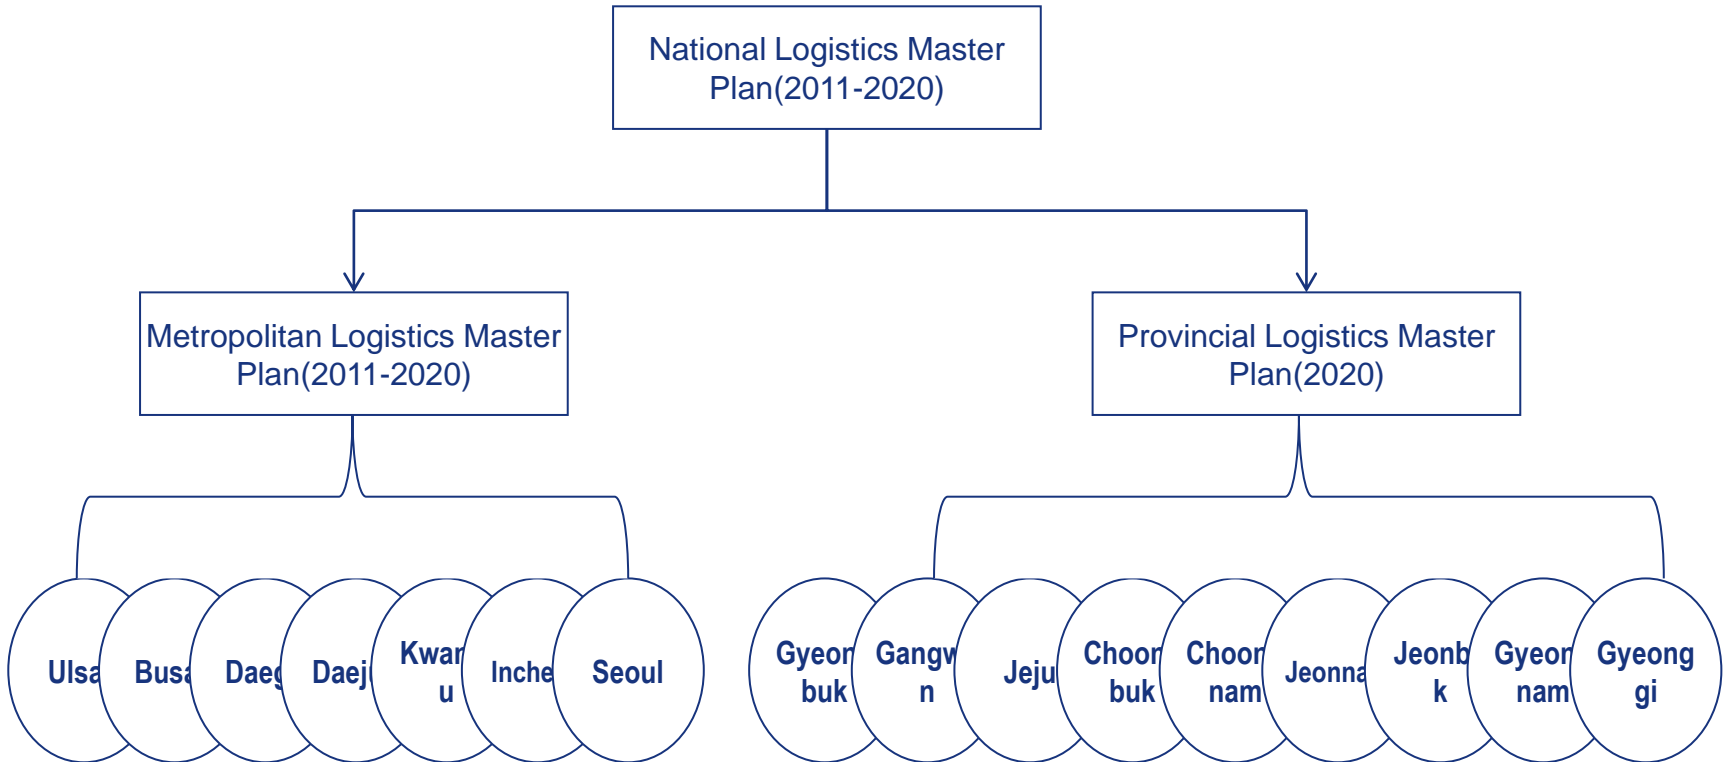 National Logistics Master
Plan(2011-2020)
Metropolitan Logistics Master
Plan(2011-2020)
Provincial Logistics Master
Plan(2020)
Ulsa
Busa
Daeg
Daej
Kwan
u
Inche
Seoul
Gyeon
buk
Gangw
n
Jeju
Choon
buk
Choon
nam
Jeonna
Jeonb
k
Gyeon
nam
Gyeong
gi